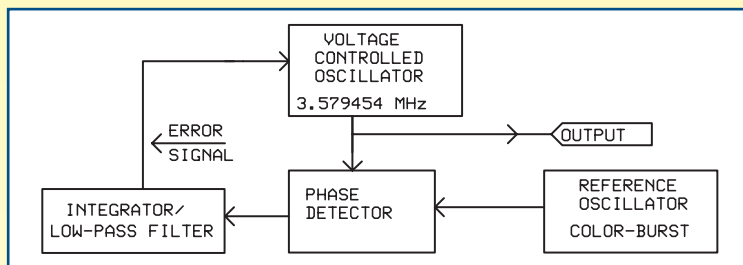 VOLTAGE
CONTROLLED
OSCILLATOR
3.579454 MHz
ERROR
SIGNAL
OUTPUT
INTEGRATOR/
LOW-PASS FILTER
PHASE
DETECTOR
REFERENCE
OSCILLATOR
COLOR-BURST